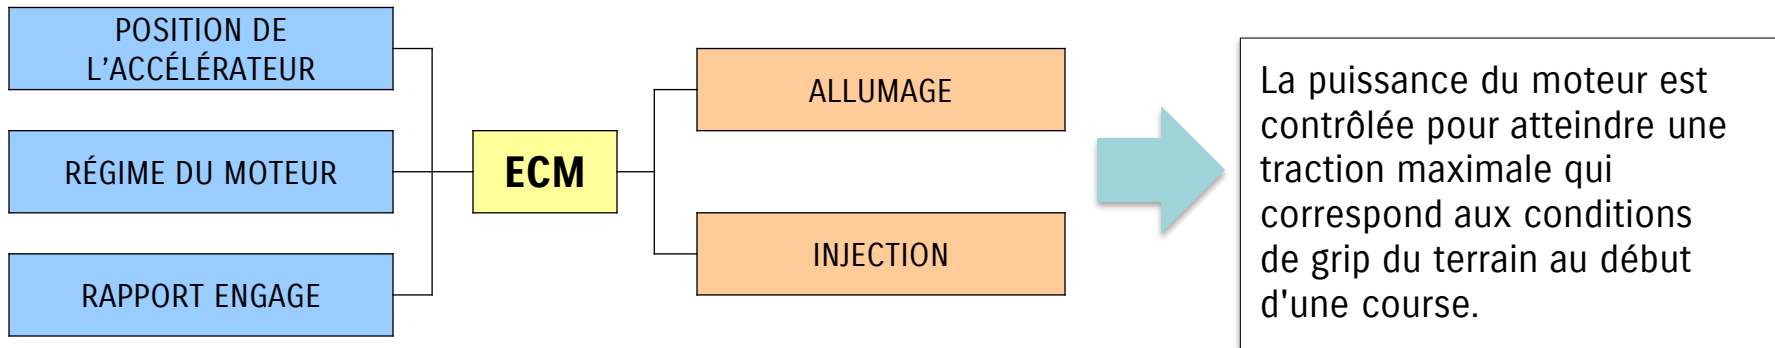 POSITION DE
L’ACCÉLÉRATEUR
RÉGIME DU MOTEUR
RAPPORT ENGAGE
ECM
ALLUMAGE
INJECTION
La puissance du moteur est
contrôlée pour atteindre une
traction maximale qui
correspond aux conditions
de grip du terrain au début
d'une course.